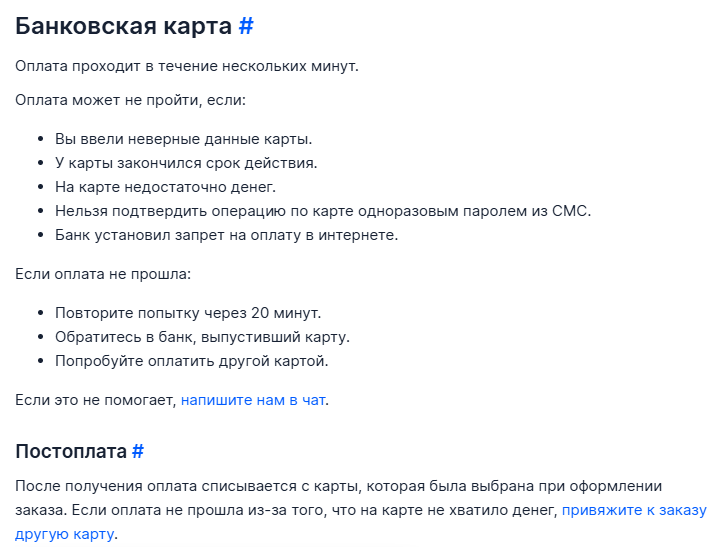 Банковская карта #
Оплата проходит в течение нескольких минут.
Оплата может не пройти, если:
• Вы ввели неверные данные карты.
• У карты закончился срок действия.
• На карте недостаточно денег.
• Нельзя подтвердить операцию по карте одноразовым паролем из СМС.
• Банк установил запрет на оплату в интернете.
Если оплата не прошла:
• Повторите попытку через 20 минут.
• Обратитесь в банк, выпустивший карту.
• Попробуйте оплатить другой картой.
Если это не помогает, напишите нам в чат.
Постоплата #
После получения оплата списывается с карты, которая была выбрана при оформлении
заказа. Если оплата не прошла из-за того, что на карте не хватило денег, привяжите к заказу
другую карту.